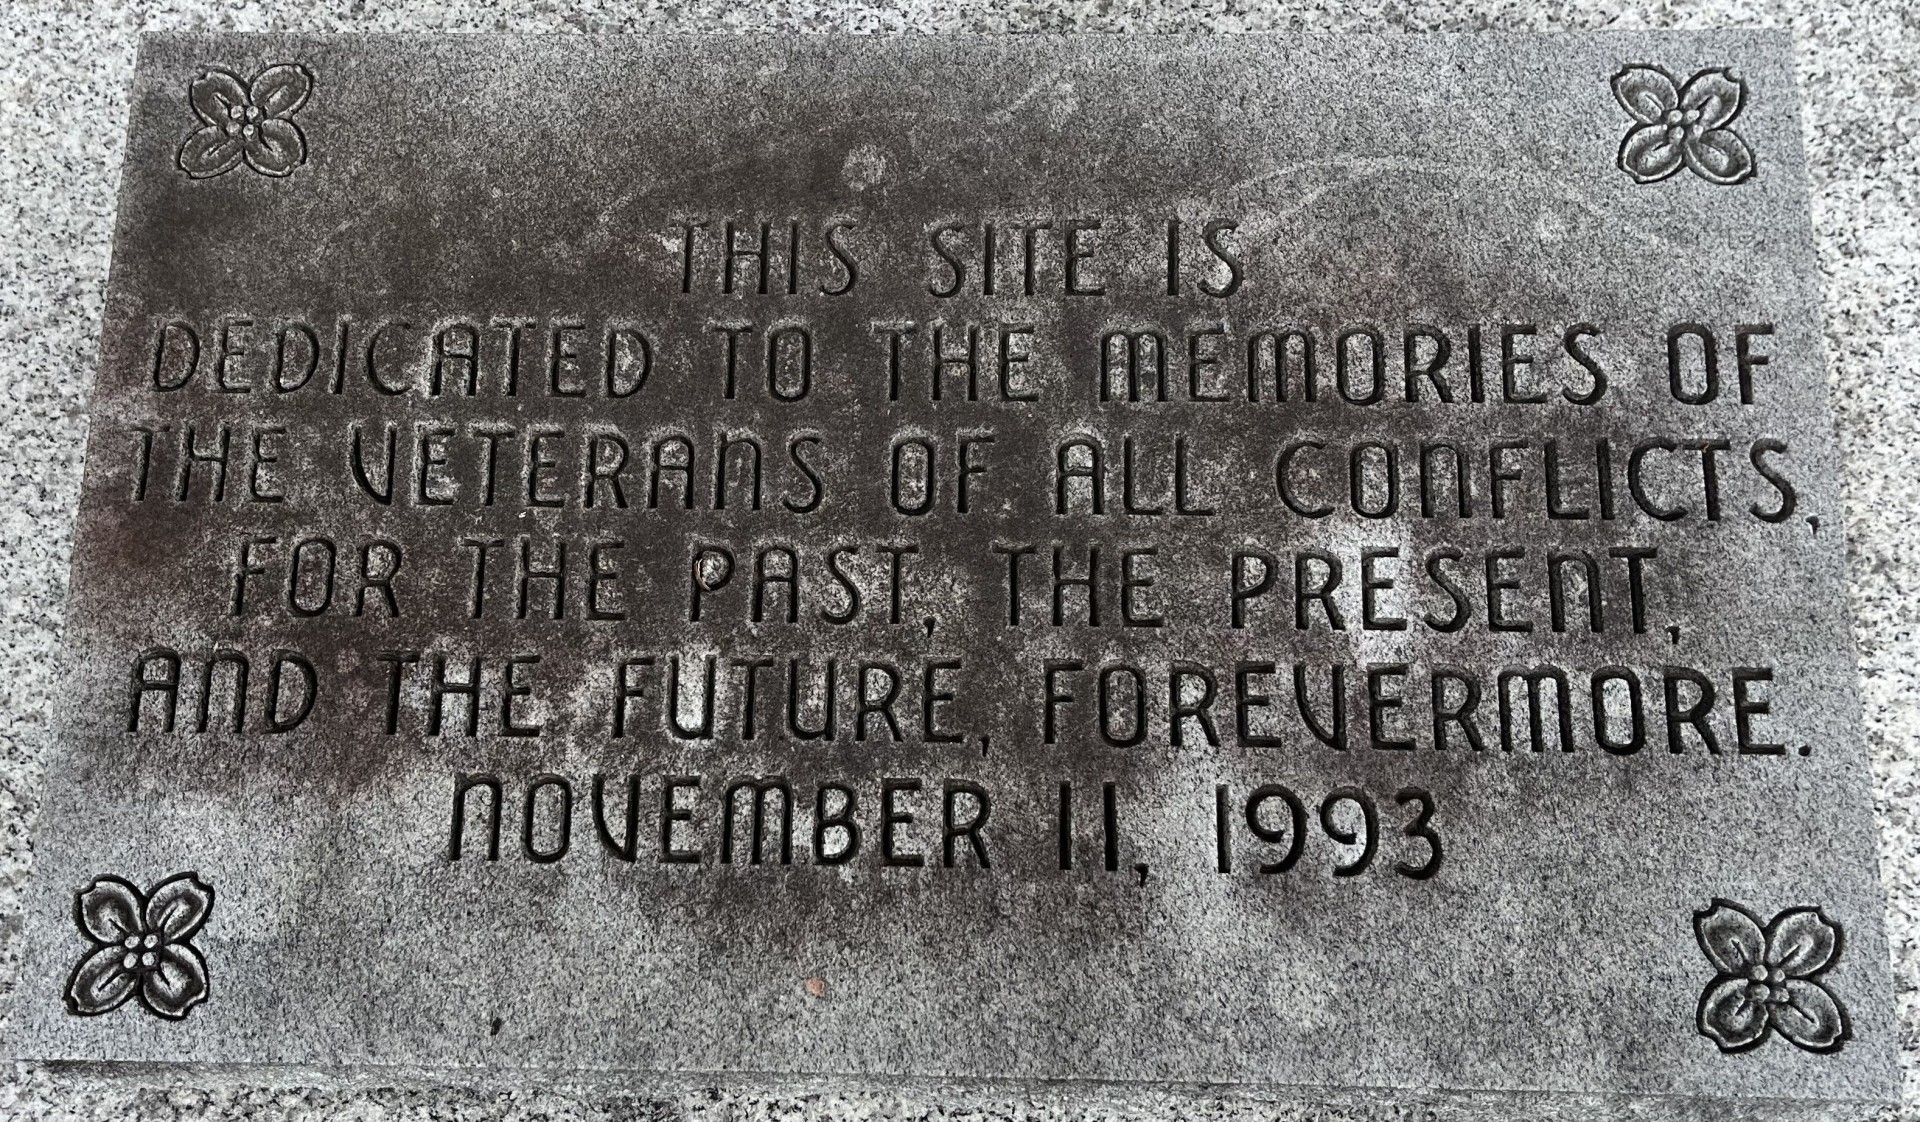 THIS SITE IS
DEDICATED TO THE MEMORIES OF
THE VETERANS OF ALL CONFLICTS,
FOR THE PAST, THE PRESENT,
AND THE FUTURE, FOREVERMORE.
NOVEMBER 11, 1993